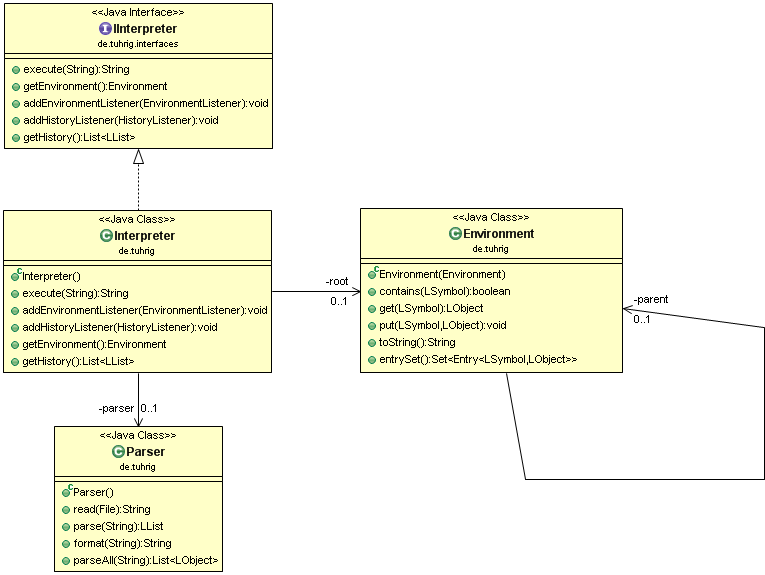 <<Java Interface>>
IInterpreter
de.tuhrig.interfaces
execute(String):String
getEnvironment():Environment
addEnvironmentListener(EnvironmentListener):void
addHistoryListener(HistoryListener):void
getHistory():List<LList>
<<Java Class>>
Interpreter
de.tuhrig
Interpreter()
execute(String):String
addEnvironmentListener(EnvironmentListener):void
addHistoryListener(HistoryListener):void
getEnvironment():Environment
getHistory():List<LList>
-root
0..1
<<Java Class>>
Environment
de.tuhrig
Environment(Environment)
contains(LSymbol):boolean
get(LSymbol):LObject
put(LSymbol,LObject):void
toString():String
entrySet():Set<Entry<LSymbol,LObject>>
-parent
0..1
-parser 0..1
<<Java Class>>
Parser
de.tuhrig
Parser()
read(File):String
parse(String):LList
format(String):String
parseAll(String):List<LObject>